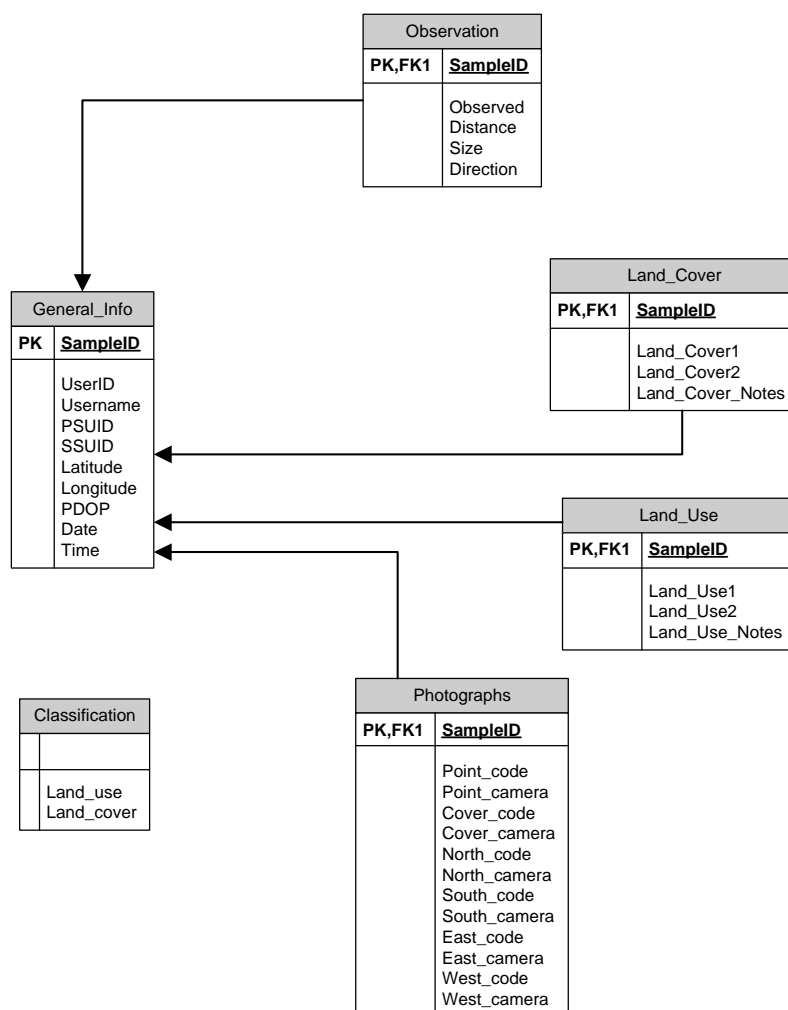 Observation
PK,FK1 SampleID
Observed
Distance
Size
Direction
Land_Cover
PK,FK1 SampleID
Land_Cover1
Land_Cover2
Land_Cover_Notes
General_Info
PK SampleID
UserID
Username
PSUID
SSUID
Latitude
Longitude
PDOP
Date
Time
Land_Use
PK,FK1 SampleID
Land_Use1
Land_Use2
Land_Use_Notes
Classification
Land_use
Land_cover
Photographs
PK,FK1 SampleID
Point_code
Point_camera
Cover_code
Cover_camera
North_code
North_camera
South_code
South_camera
East_code
East_camera
West_code
West_camera